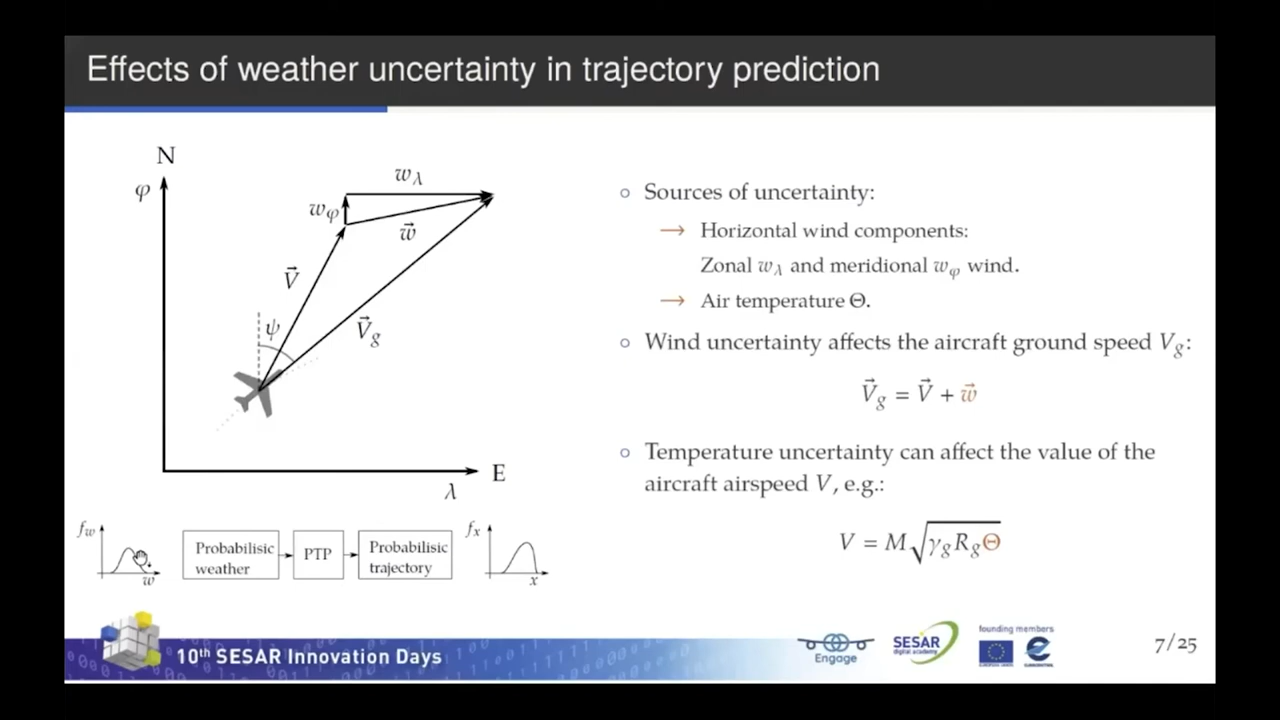 Effects of weather uncertainty in trajectory prediction
N
φ
w_λ
w_φ
w⃗
V⃗
ψ
V⃗_g
E
λ
○ Sources of uncertainty:
→ Horizontal wind components:
Zonal w_λ and meridional w_φ wind.
→ Air temperature Θ.
○ Wind uncertainty affects the aircraft ground speed V_g:
V⃗_g = V⃗ + w⃗
○ Temperature uncertainty can affect the value of the
aircraft airspeed V, e.g.:
V = M√(γ_g R_g Θ)
f_w
w
Probabilisic
weather
PTP
Probabilisic
trajectory
f_x
x
10th SESAR Innovation Days
Engage
SESAR
digital academy
founding members
EUROPEAN UNION
EUROCONTROL
7/25